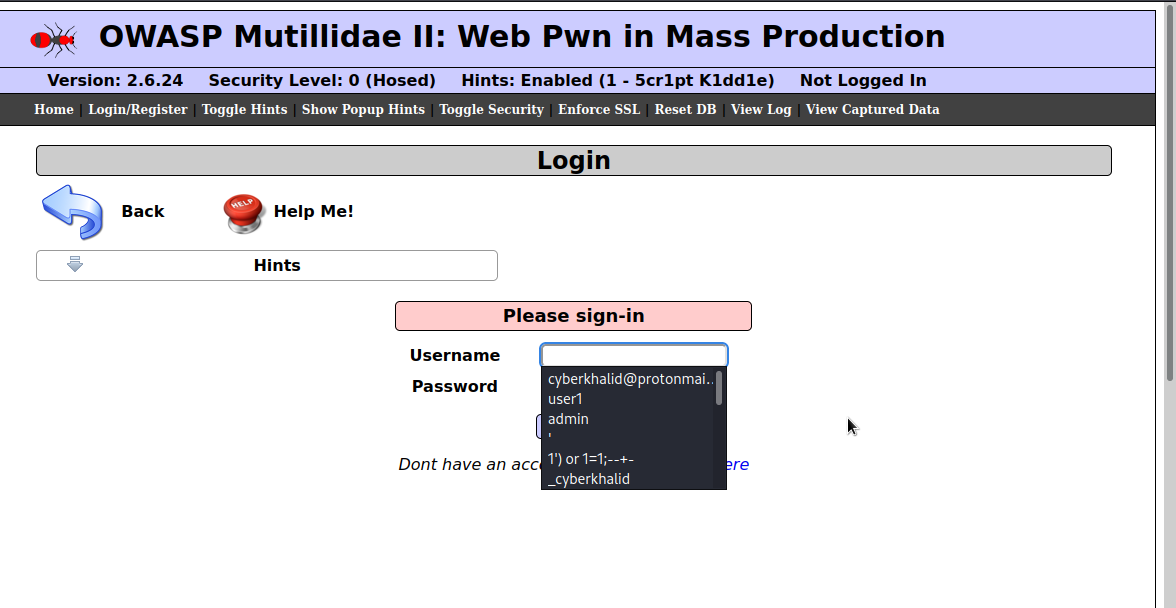 OWASP Mutillidae II: Web Pwn in Mass Production
Version: 2.6.24 Security Level: 0 (Hosed) Hints: Enabled (1 - 5cr1pt K1dd1e) Not Logged In
Home | Login/Register | Toggle Hints | Show Popup Hints | Toggle Security | Enforce SSL | Reset DB | View Log | View Captured Data
Login
Back
HELP
Help Me!
Hints
Please sign-in
Username
cyberkhalid@protonmai..
Password
user1
admin
'
1') or 1=1;--+-
Dont have an acc ere
_cyberkhalid